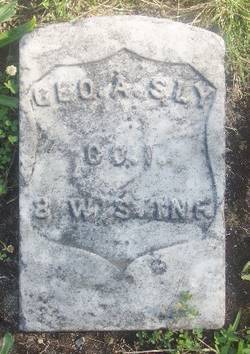 GEO. A. SLY
CO. I.
8 WIS. INF.